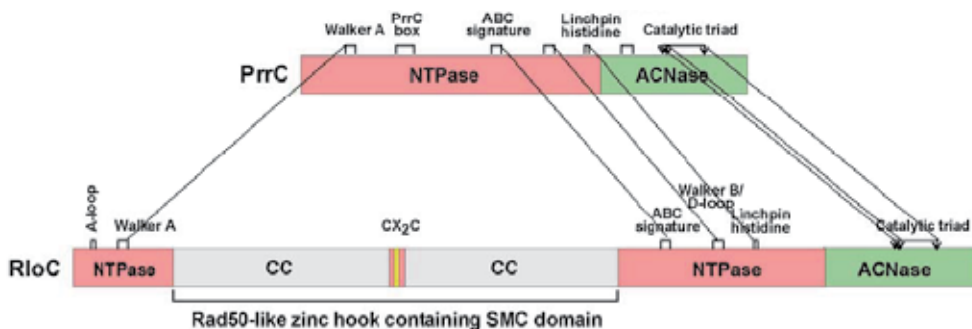 Walker A
PrrC
box
ABC
signature
Linchpin
histidine
Catalytic triad
PrrC
NTPase
ACNase
A-loop
Walker A
CX2C
ABC
signature
Walker B/
D-loop
Linchpin
histidine
Catalytic triad
RloC
NTPase
CC
CC
NTPase
ACNase
Rad50-like zinc hook containing SMC domain